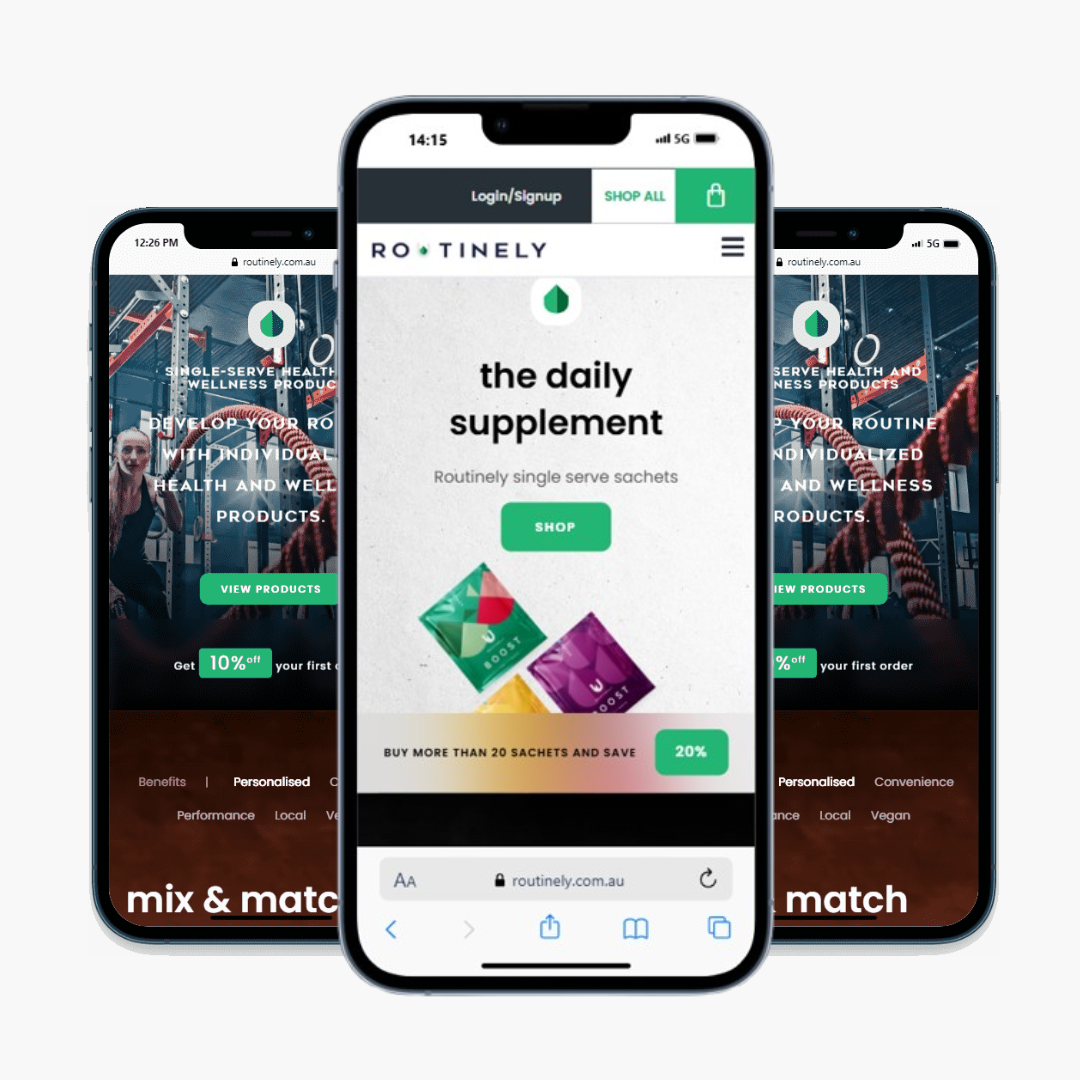 14:15
5G
Login/Signup
SHOP ALL
RO TINELY
the daily
supplement
Routinely single serve sachets
SHOP
BOOST
BOOST
BUY MORE THAN 20 SACHETS AND SAVE
20%
AA
routinely.com.au
12:26 PM
routinely.com.au
SINGLE-SERVE HEALTH
WELLNESS PRODUC
DEVELOP YOUR RO
WITH INDIVIDUAL
HEALTH AND WELL
PRODUCTS.
VIEW PRODUCTS
Get 10%off your first o
Benefits | Personalised C
Performance Local Ve
mix & matc
5G
routinely.com.au
SERVE HEALTH AND
NESS PRODUCTS
P YOUR ROUTINE
NDIVIDUALIZED
AND WELLNESS
RODUCTS.
IEW PRODUCTS
%off your first order
Personalised Convenience
ance Local Vegan
match